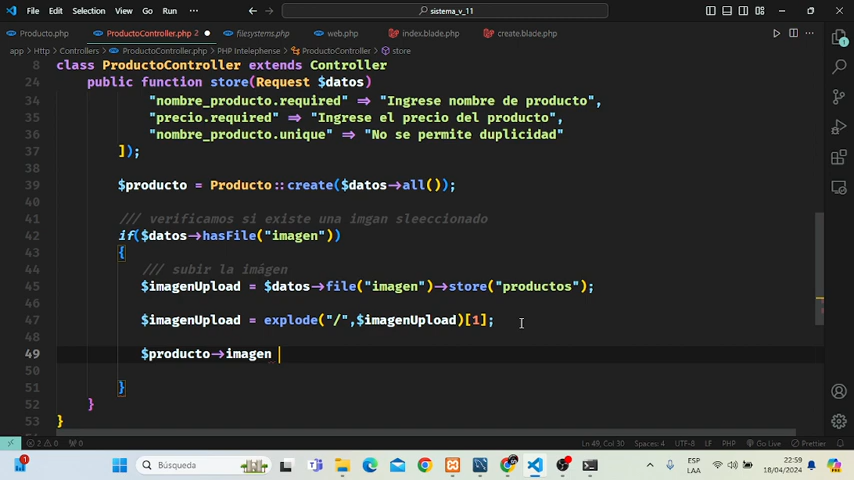 File Edit Selection View Go Run ... sistema_v_11
Producto.php ProductoController.php 2 filesystems.php web.php index.blade.php create.blade.php
app > Http > Controllers > ProductoController.php > PHP Intelephense > ProductoController > store
8 class ProductoController extends Controller
24 public function store(Request $datos)
34 "nombre_producto.required" => "Ingrese nombre de producto",
35 "precio.required" => "Ingrese el precio del producto",
36 "nombre_producto.unique" => "No se permite duplicidad"
37 ]);
38
39 $producto = Producto::create($datos->all());
40
41 /// verificamos si existe una imgan sleeccionado
42 if($datos->hasFile("imagen"))
43 {
44 /// subir la imágen
45 $imagenUpload = $datos->file("imagen")->store("productos");
46
47 $imagenUpload = explode("/",$imagenUpload)[1];
48
49 $producto->imagen
50
51 }
52 }
53 }
2 0 0 Ln 49, Col 30 Spaces: 4 UTF-8 LF PHP Go Live Prettier
Búsqueda ESP LAA 22:59 18/04/2024